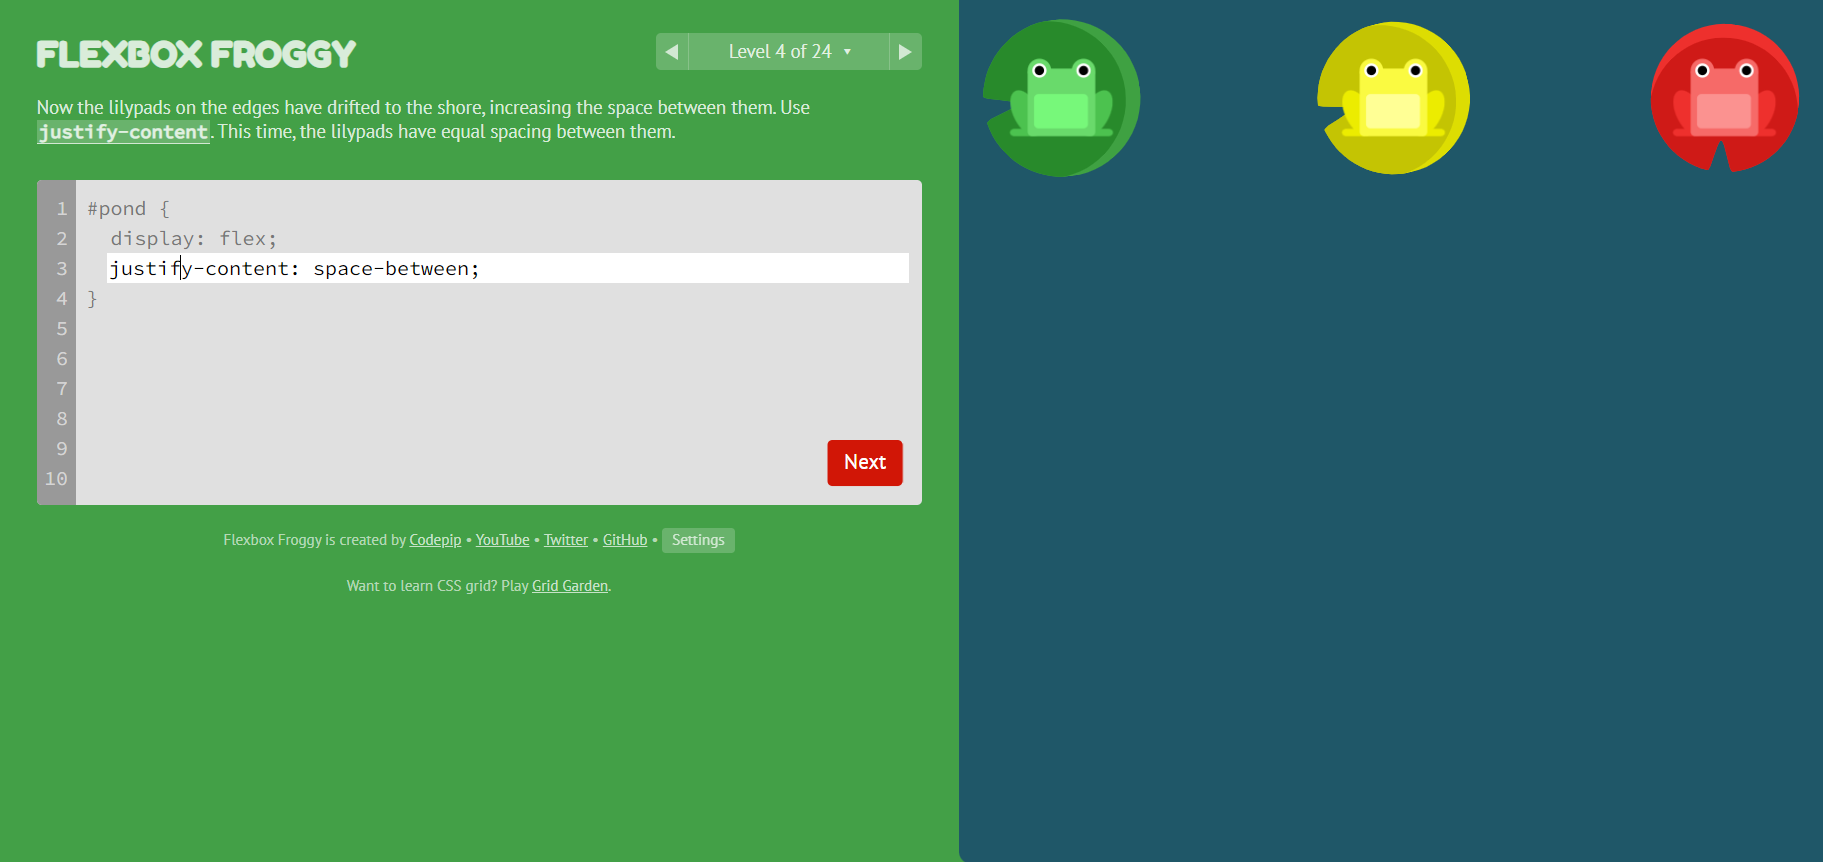 FLEXBOX FROGGY
◀ Level 4 of 24 ▼ ▶
Now the lilypads on the edges have drifted to the shore, increasing the space between them. Use
justify-content. This time, the lilypads have equal spacing between them.
1 #pond {
2 display: flex;
3 justify-content: space-between;
4 }
5
6
7
8
9
10
Next
Flexbox Froggy is created by Codepip • YouTube • Twitter • GitHub • Settings
Want to learn CSS grid? Play Grid Garden.